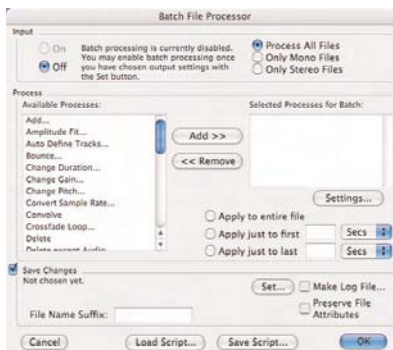 Batch File Processor
Input
On
Off
Batch processing is currently disabled.
You may enable batch processing once
you have chosen output settings with
the Set button.
Process All Files
Only Mono Files
Only Stereo Files
Process
Available Processes:
Add...
Amplitude Fit...
Auto Define Tracks...
Bounce...
Change Duration...
Change Gain...
Change Pitch...
Convert Sample Rate...
Convolve
Crossfade Loop...
Delete
Delete except Audio
Add >>
<< Remove
Selected Processes for Batch:
Settings...
Apply to entire file
Apply just to first
Secs
Apply just to last
Secs
Save Changes
Not chosen yet.
Set...
Make Log File...
Preserve File
Attributes
File Name Suffix:
Cancel
Load Script...
Save Script...
OK